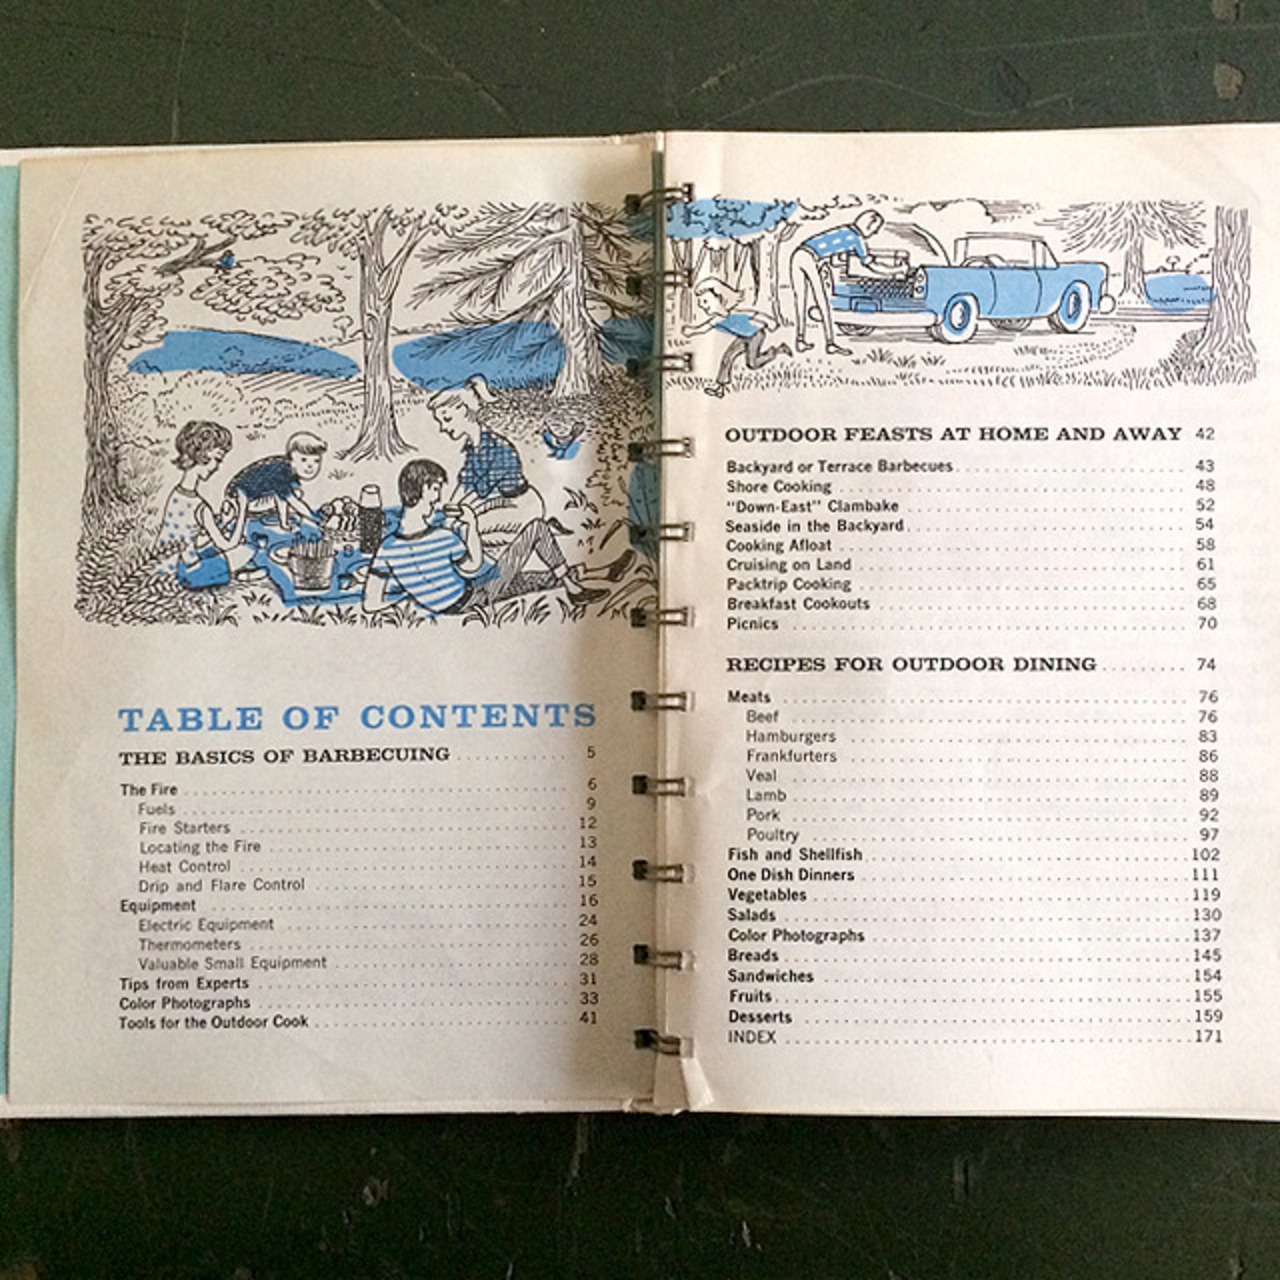 TABLE OF CONTENTS
THE BASICS OF BARBECUING .......... 5
The Fire .......... 6
Fuels .......... 9
Fire Starters .......... 12
Locating the Fire .......... 13
Heat Control .......... 14
Drip and Flare Control .......... 15
Equipment .......... 16
Electric Equipment .......... 24
Thermometers .......... 26
Valuable Small Equipment .......... 28
Tips from Experts .......... 31
Color Photographs .......... 33
Tools for the Outdoor Cook .......... 41
OUTDOOR FEASTS AT HOME AND AWAY 42
Backyard or Terrace Barbecues .......... 43
Shore Cooking .......... 48
"Down-East" Clambake .......... 52
Seaside in the Backyard .......... 54
Cooking Afloat .......... 58
Cruising on Land .......... 61
Packtrip Cooking .......... 65
Breakfast Cookouts .......... 68
Picnics .......... 70
RECIPES FOR OUTDOOR DINING .......... 74
Meats .......... 76
Beef .......... 76
Hamburgers .......... 83
Frankfurters .......... 86
Veal .......... 88
Lamb .......... 89
Pork .......... 92
Poultry .......... 97
Fish and Shellfish .......... 102
One Dish Dinners .......... 111
Vegetables .......... 119
Salads .......... 130
Color Photographs .......... 137
Breads .......... 145
Sandwiches .......... 154
Fruits .......... 155
Desserts .......... 159
INDEX .......... 171